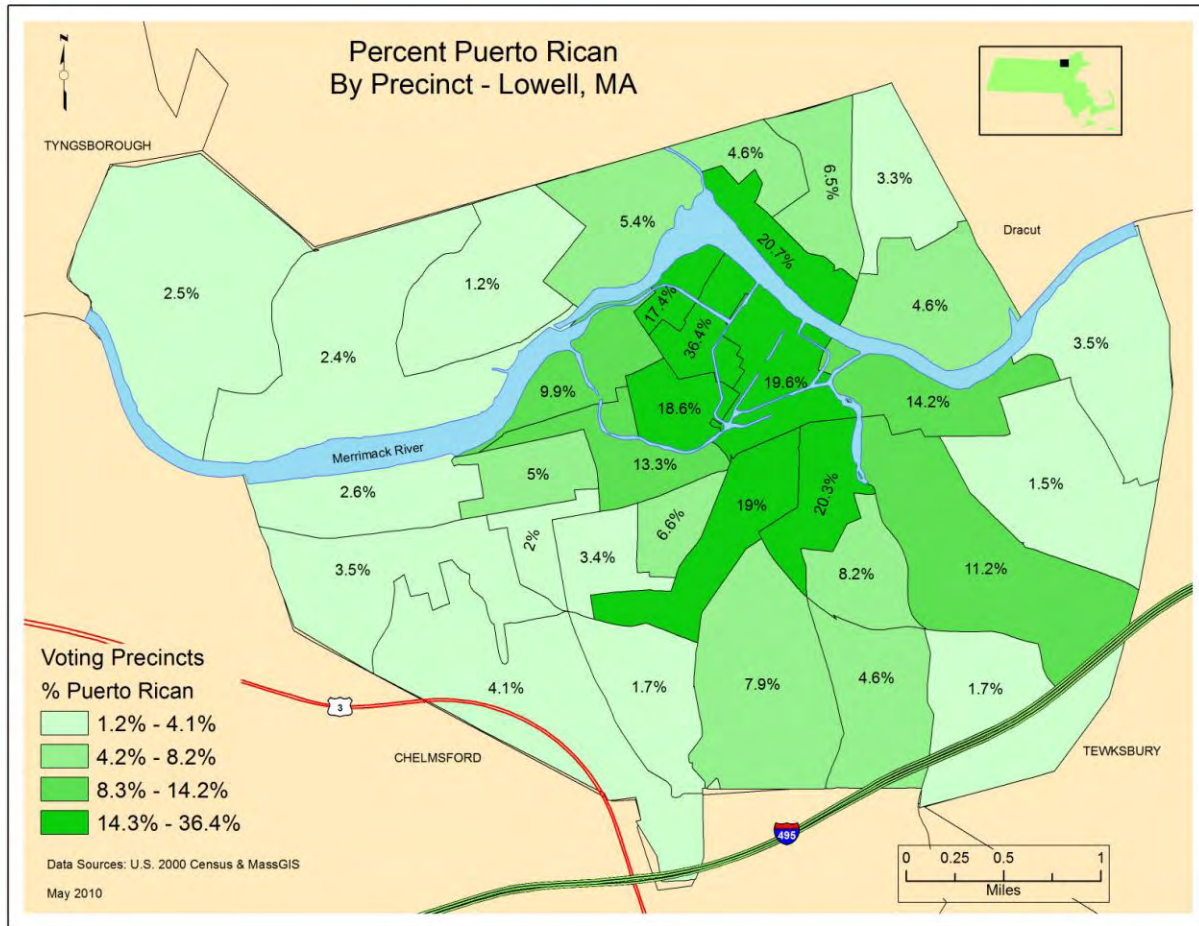 Percent Puerto Rican
By Precinct - Lowell, MA
z
TYNGSBOROUGH
4.6%
6.5%
3.3%
5.4%
Dracut
20.7%
2.5%
1.2%
2.4%
17.4%
36.4%
4.6%
3.5%
9.9%
18.6%
19.6%
14.2%
Merrimack River
13.3%
5%
2.6%
19%
20.3%
1.5%
6.6%
2%
3.4%
3.5%
8.2%
11.2%
4.1%
1.7%
7.9%
4.6%
1.7%
Voting Precincts
% Puerto Rican
1.2% - 4.1%
4.2% - 8.2%
8.3% - 14.2%
14.3% - 36.4%
3
CHELMSFORD
TEWKSBURY
495
Data Sources: U.S. 2000 Census & MassGIS
May 2010
0 0.25 0.5 1
Miles